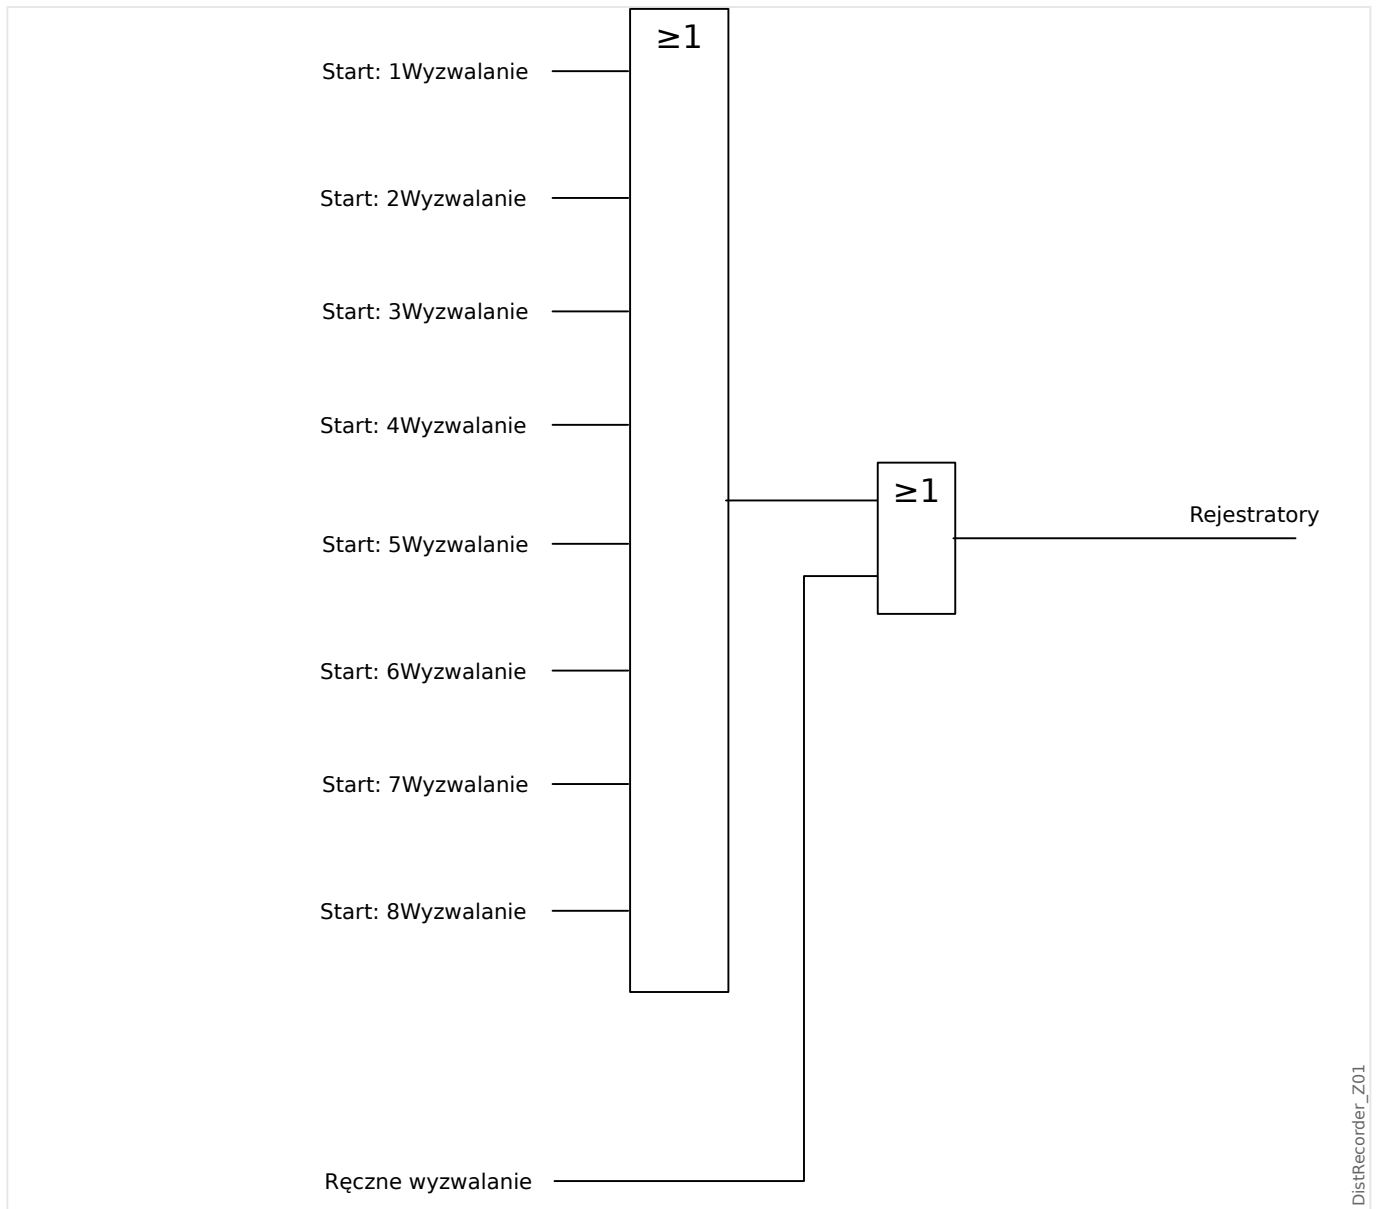 ≥1
Start: 1Wyzwalanie
Start: 2Wyzwalanie
Start: 3Wyzwalanie
Start: 4Wyzwalanie
≥1
Rejestratory
Start: 5Wyzwalanie
Start: 6Wyzwalanie
Start: 7Wyzwalanie
Start: 8Wyzwalanie
Ręczne wyzwalanie
DistRecorder_Z01